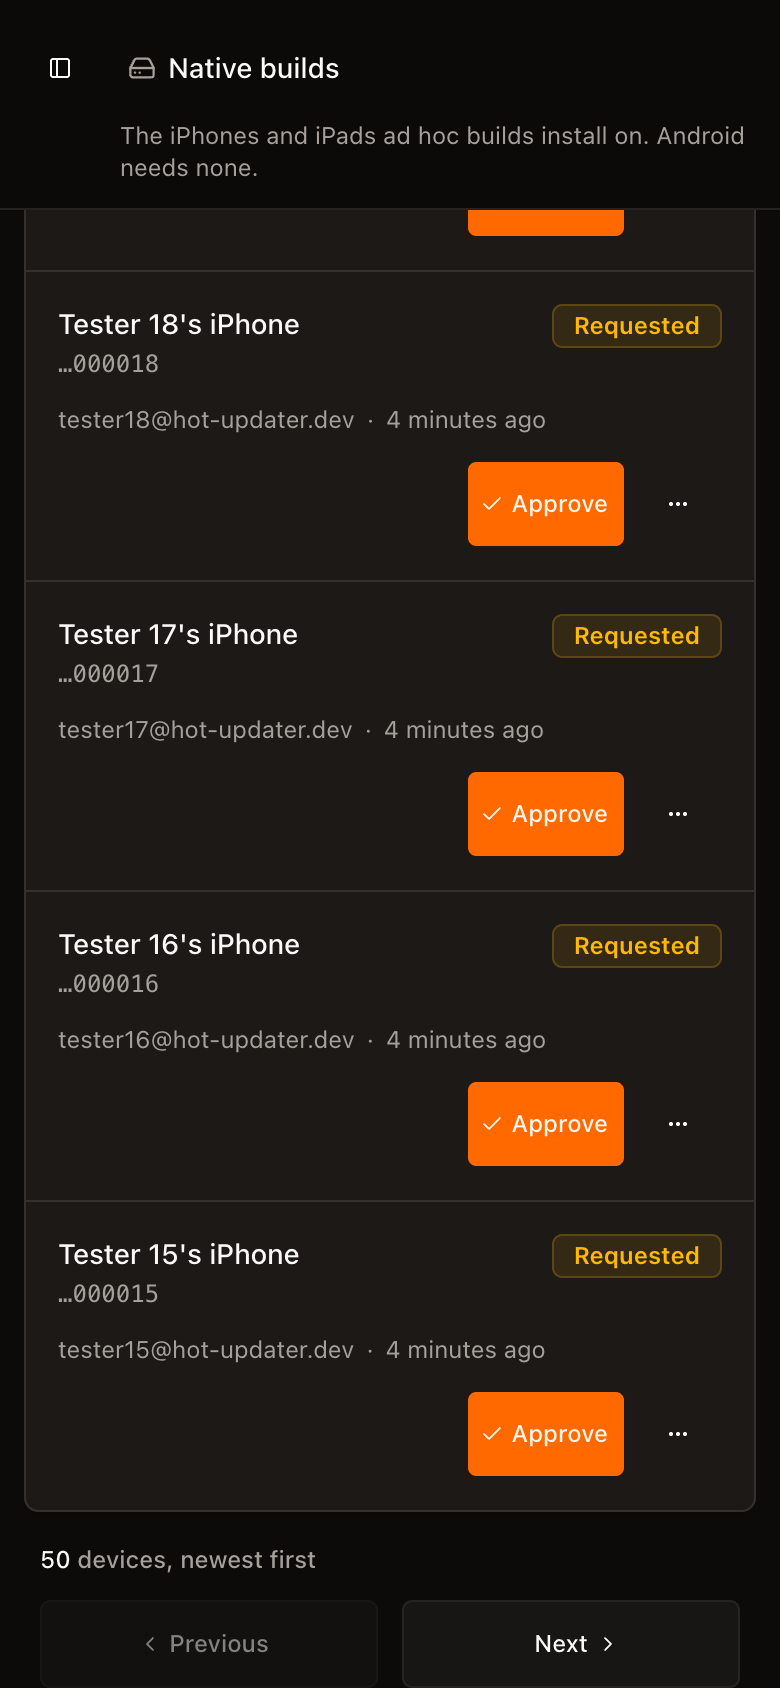 Native builds
The iPhones and iPads ad hoc builds install on. Android
needs none.
Tester 18's iPhone
Requested
…000018
tester18@hot-updater.dev · 4 minutes ago
Approve
Tester 17's iPhone
Requested
…000017
tester17@hot-updater.dev · 4 minutes ago
Approve
Tester 16's iPhone
Requested
…000016
tester16@hot-updater.dev · 4 minutes ago
Approve
Tester 15's iPhone
Requested
…000015
tester15@hot-updater.dev · 4 minutes ago
Approve
50 devices, newest first
Previous
Next